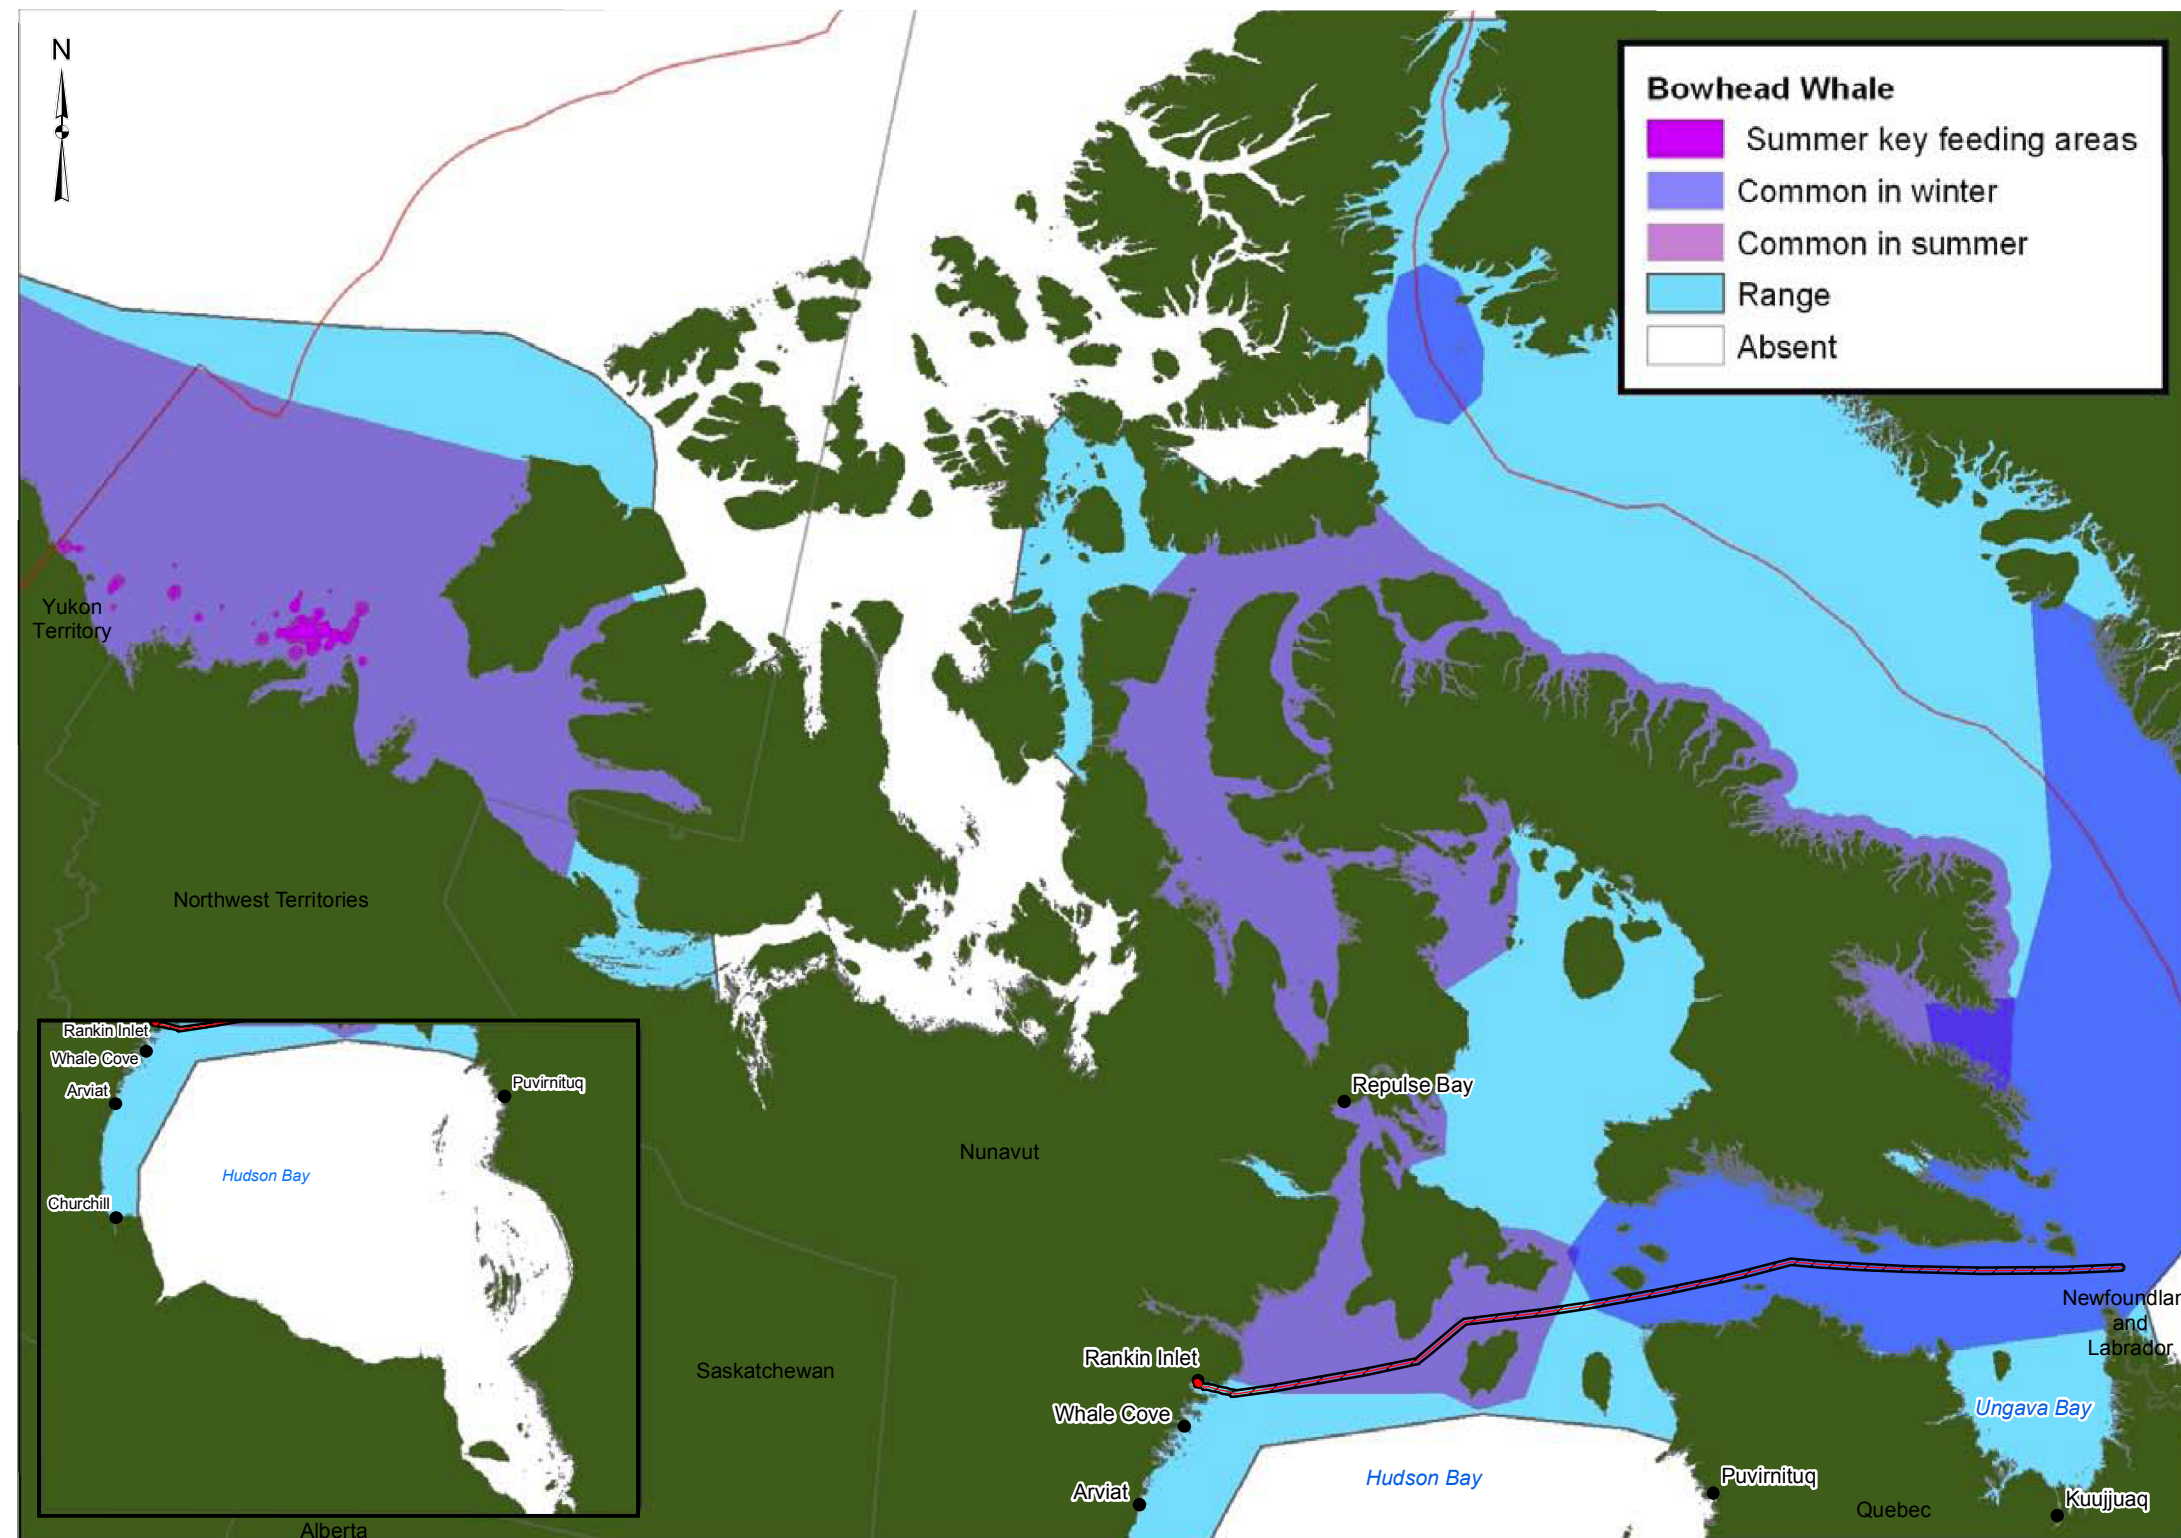 N
Bowhead Whale
Summer key feeding areas
Common in winter
Common in summer
Range
Absent
Yukon
Territory
Northwest Territories
Nunavut
Repulse Bay
Rankin Inlet
Whale Cove
Arviat
Hudson Bay
Puvirnituq
Quebec
Kuujjuaq
Ungava Bay
Newfoundlan
and
Labrador
Saskatchewan
Alberta
Rankin Inlet
Whale Cove
Arviat
Churchill
Hudson Bay
Puvirnituq